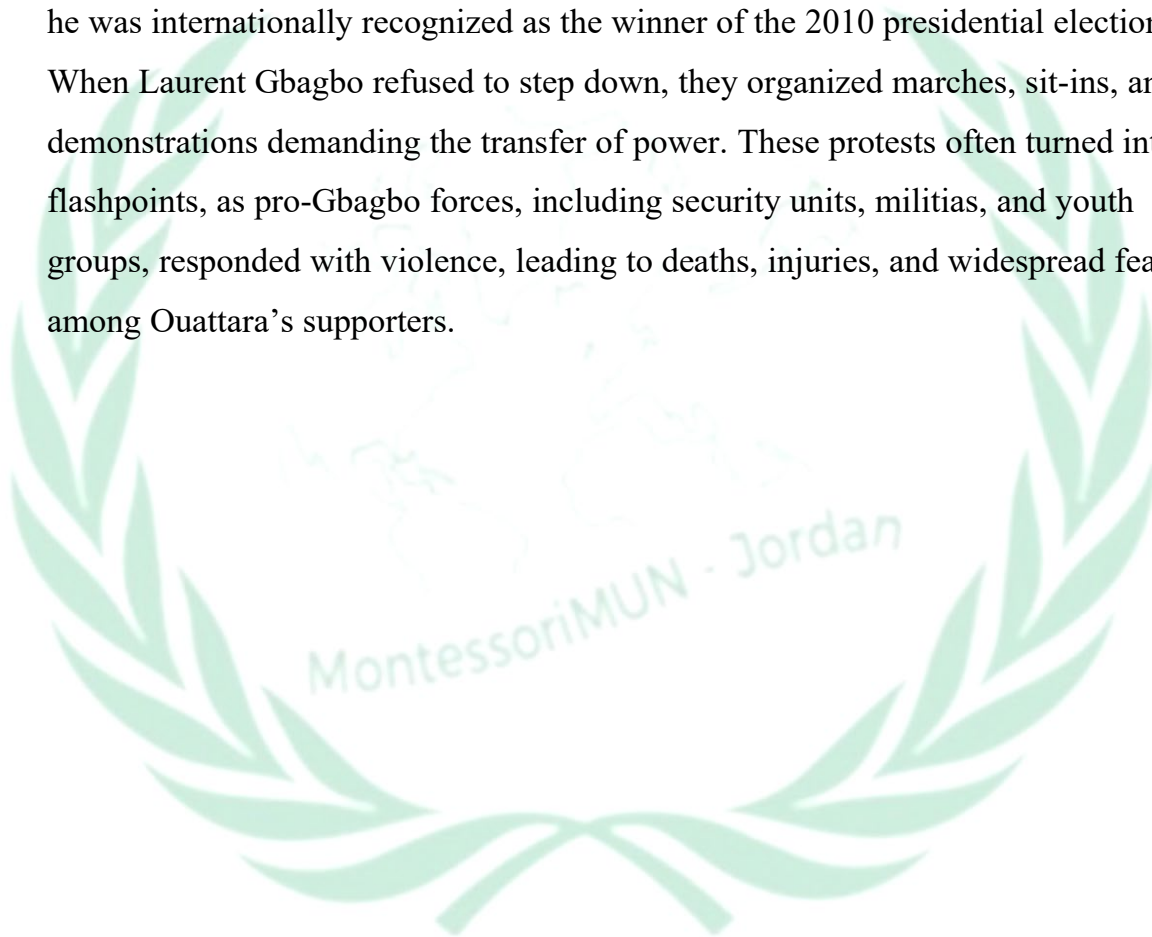 he was internationally recognized as the winner of the 2010 presidential election
When Laurent Gbagbo refused to step down, they organized marches, sit-ins, a
demonstrations demanding the transfer of power. These protests often turned in
flashpoints, as pro-Gbagbo forces, including security units, militias, and youth
groups, responded with violence, leading to deaths, injuries, and widespread fea
among Ouattara’s supporters.
MontessoriMUN - Jordan